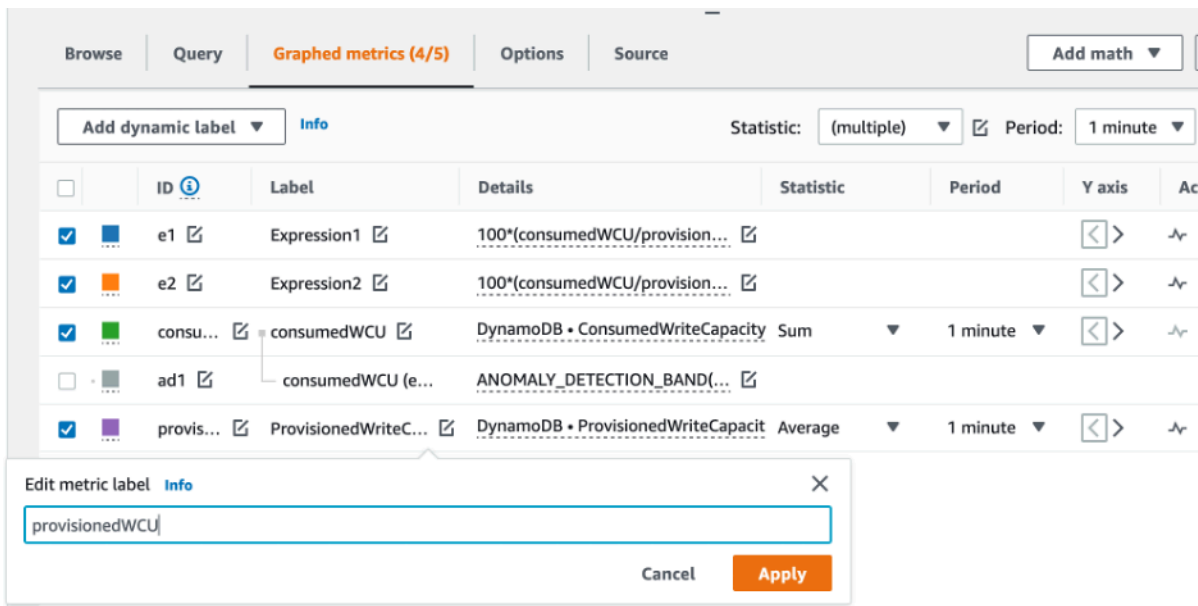 Browse Query Graphed metrics (4/5) Options Source Add math
Add dynamic label Info Statistic: (multiple) Period: 1 minute
ID Label Details Statistic Period Y axis Ac
e1 Expression1 100*(consumedWCU/provision...
e2 Expression2 100*(consumedWCU/provision...
consu... consumedWCU DynamoDB • ConsumedWriteCapacity Sum 1 minute
ad1 consumedWCU (e... ANOMALY_DETECTION_BAND(...
provis... ProvisionedWriteC... DynamoDB • ProvisionedWriteCapacit Average 1 minute
Edit metric label Info
provisionedWCU
Cancel Apply